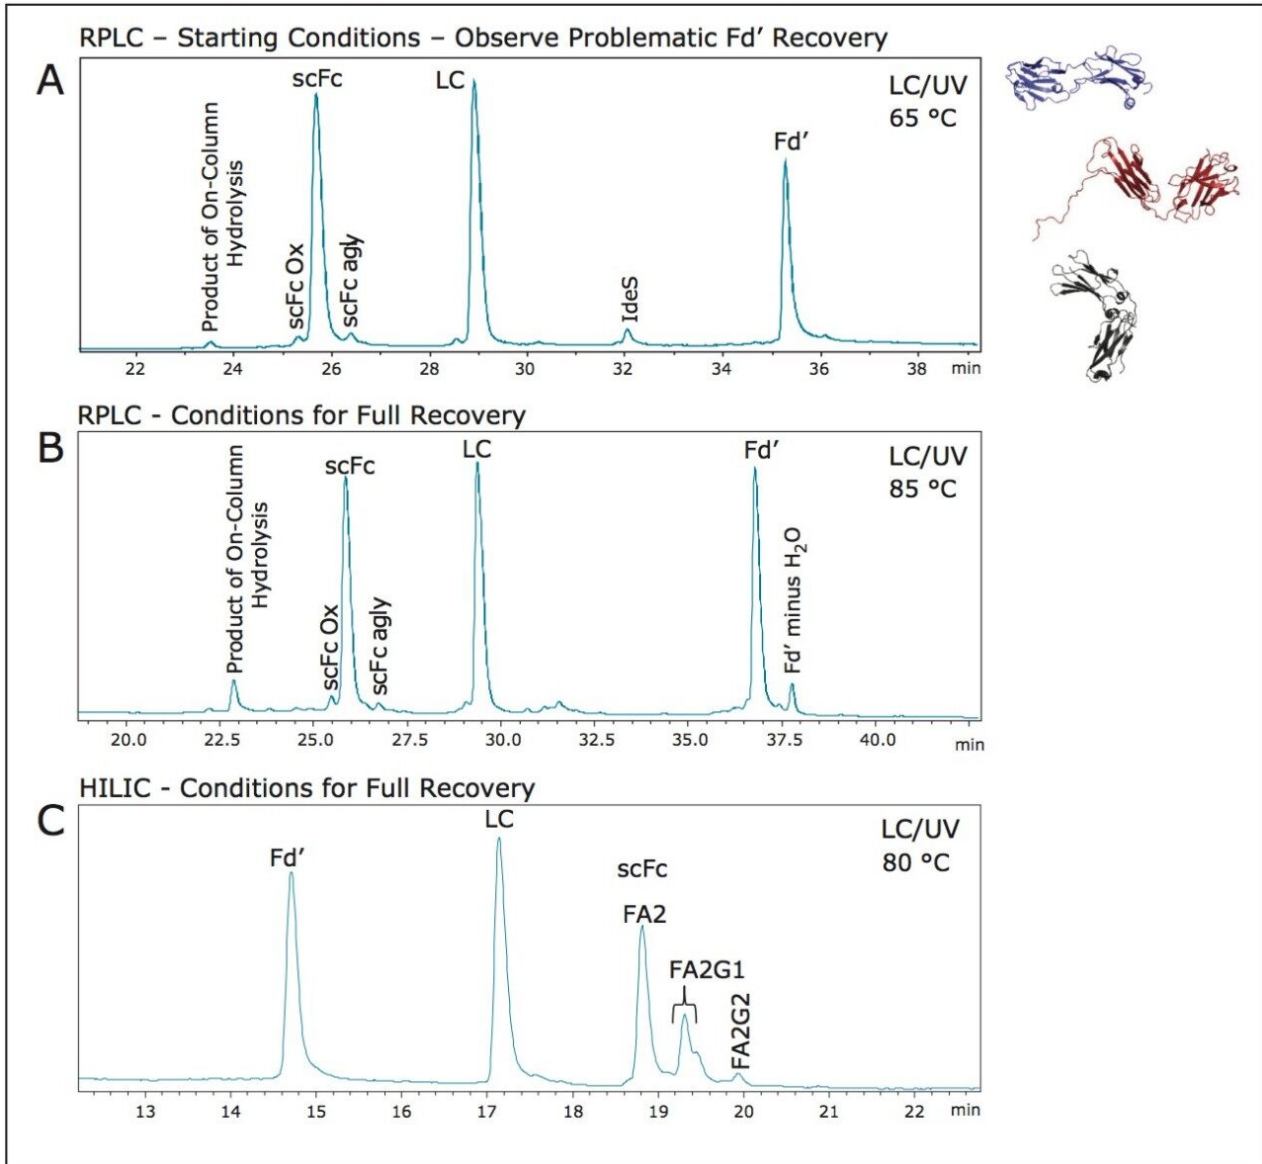 RPLC – Starting Conditions – Observe Problematic Fd’ Recovery
A
Product of On-Column
Hydrolysis
scFc Ox
scFc
scFc agly
LC
IdeS
Fd’
LC/UV
65 °C
22 24 26 28 30 32 34 36 38 min
RPLC - Conditions for Full Recovery
B
Product of On-Column
Hydrolysis
scFc Ox
scFc
scFc agly
LC
Fd’
Fd’ minus H₂O
LC/UV
85 °C
20.0 22.5 25.0 27.5 30.0 32.5 35.0 37.5 40.0 min
HILIC - Conditions for Full Recovery
C
Fd’
LC
scFc
FA2
FA2G1
FA2G2
LC/UV
80 °C
13 14 15 16 17 18 19 20 21 22 min